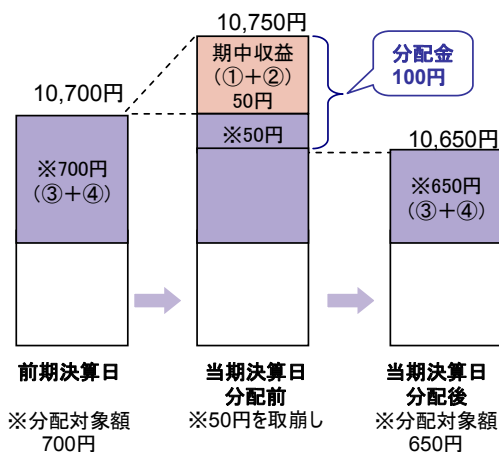 10,750円
期中収益
(①+②)
50円
分配金
100円
10,700円
※50円
10,650円
※700円
(③+④)
※650円
(③+④)
前期決算日
当期決算日
分配前
当期決算日
分配後
※分配対象額
700円
※50円を取崩し
※分配対象額
650円